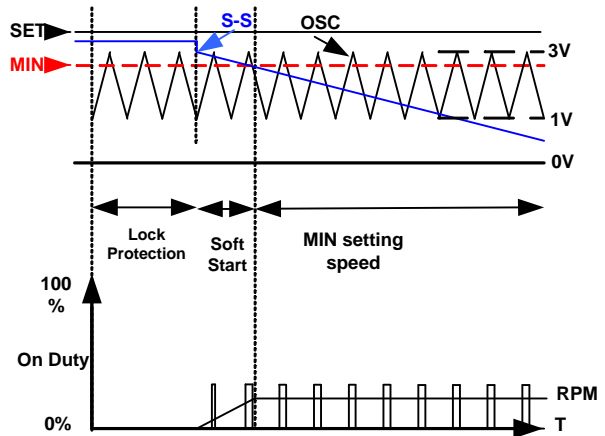 SET
S-S
OSC
MIN
3V
1V
0V
Lock
Protection
Soft
Start
MIN setting
speed
100
%
On Duty
0%
RPM
T